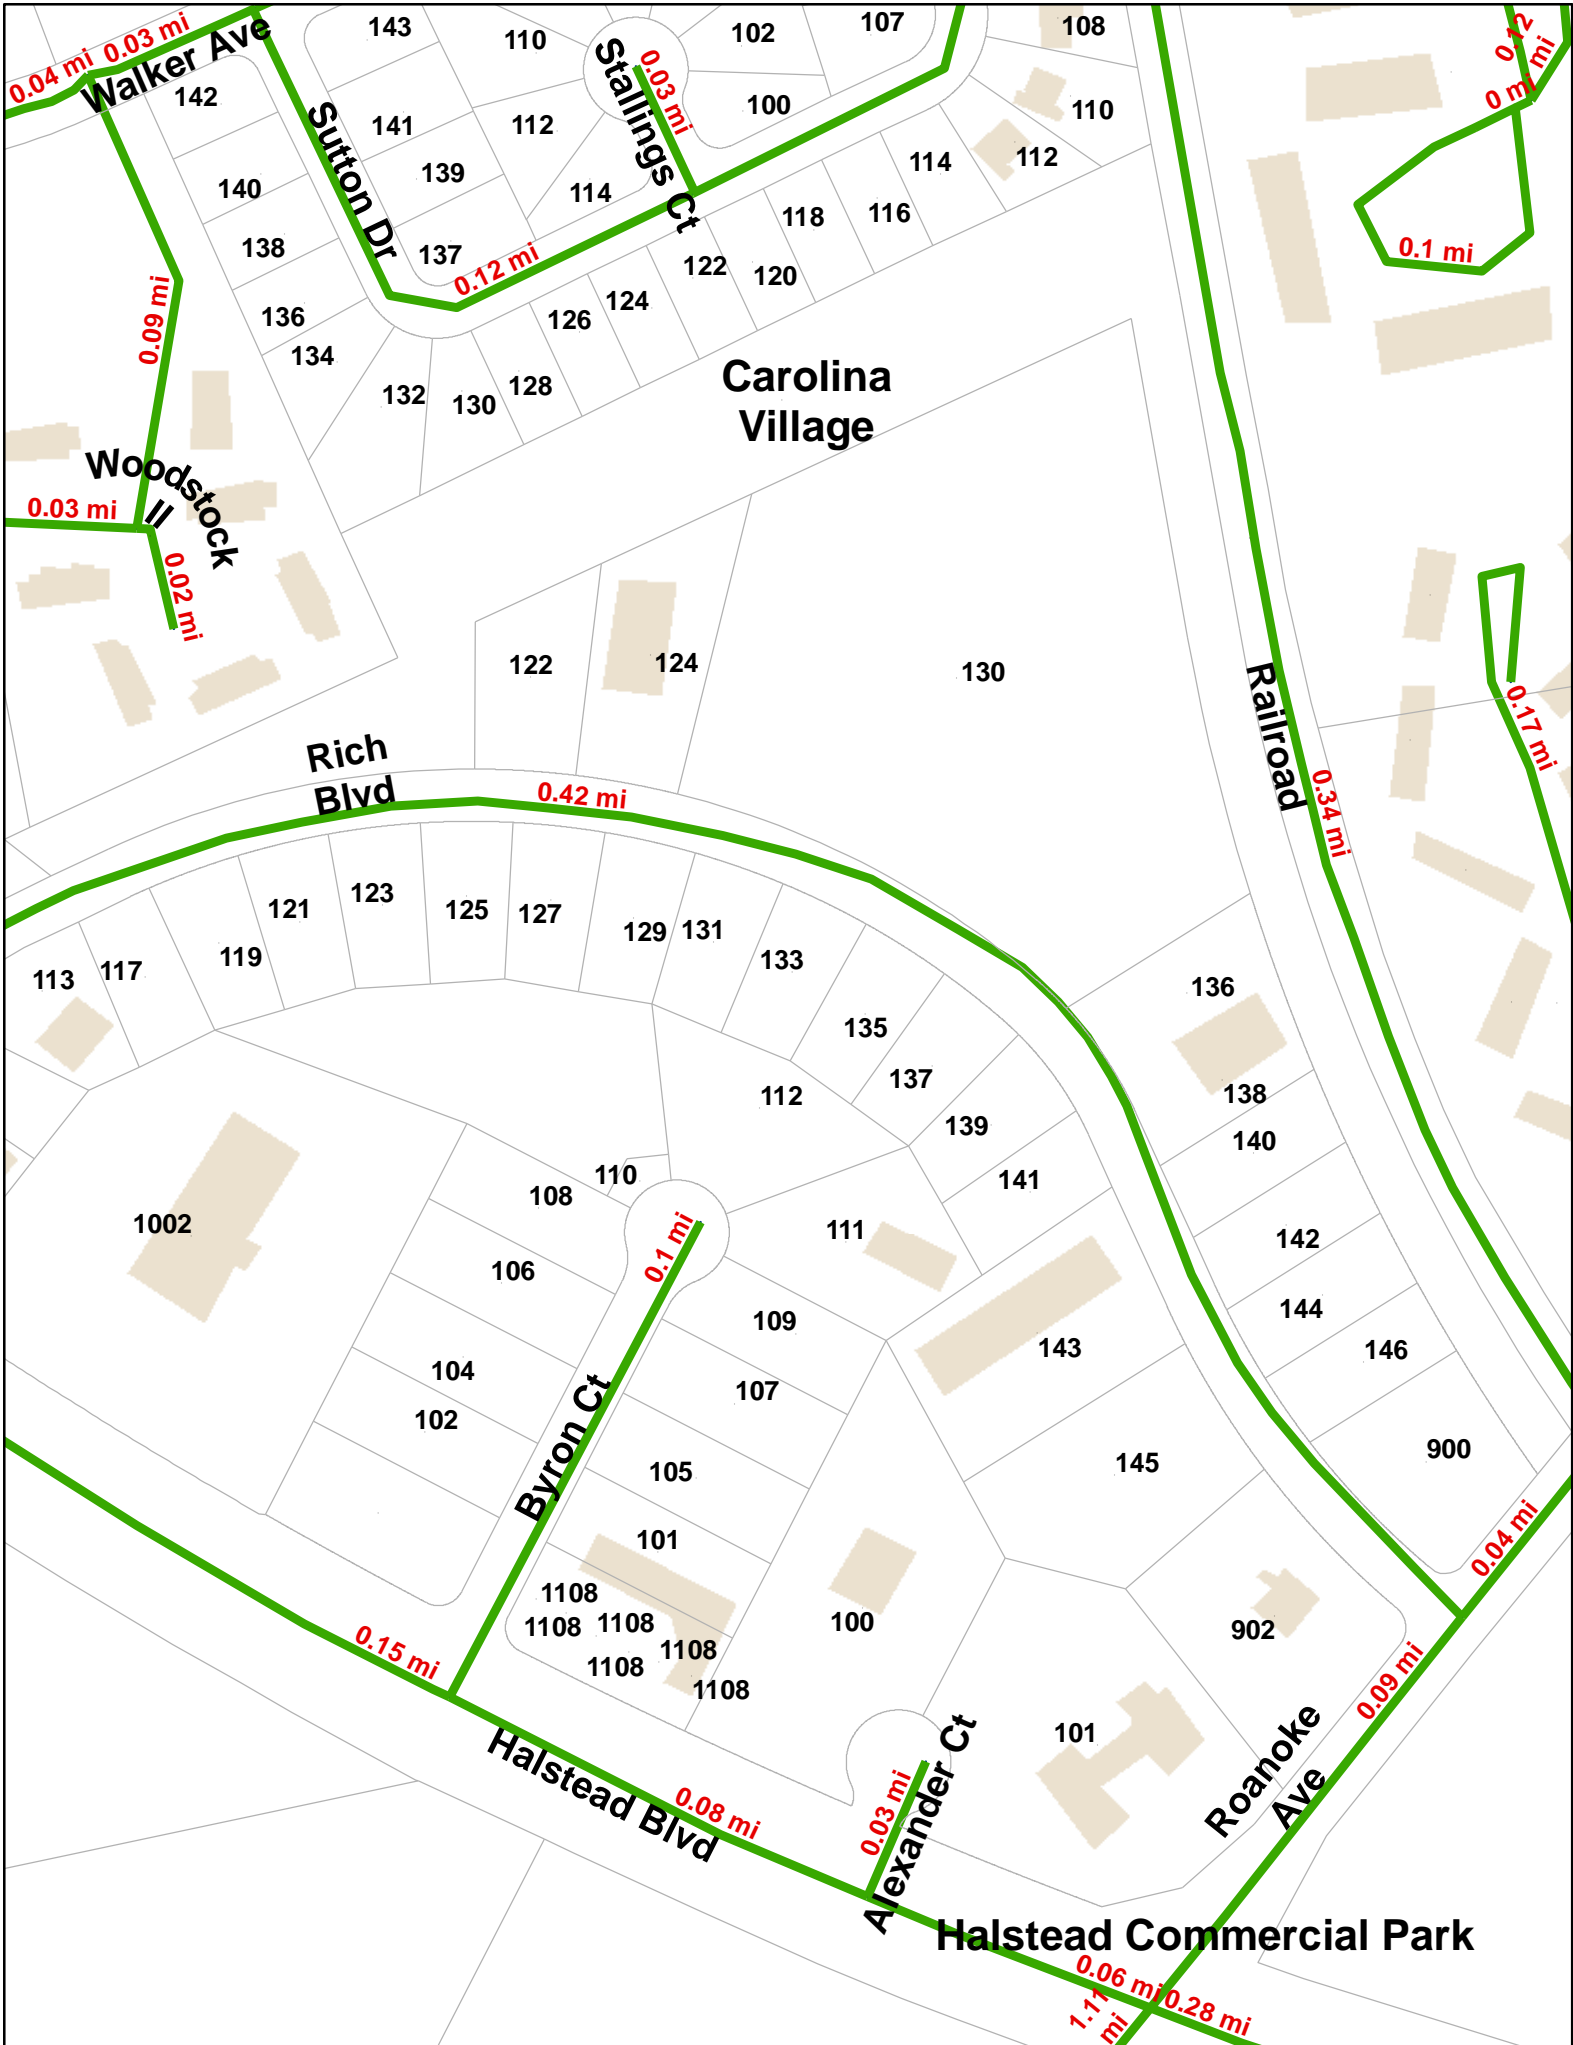 143
110
102
107
108
0.12
0.04 mi
0.03 mi
Walker Ave
142
Stallings Ct
0.03 mi
100
0 mi
mi
Sutton Dr
141
112
110
140
139
114
114
112
138
137
0.12 mi
118
116
0.1 mi
0.09 mi
136
122
120
126
124
134
132
130
128
Carolina
Village
Woodstock
II
0.03 mi
0.02 mi
122
124
130
Railroad
0.17 mi
Rich
Blvd
0.42 mi
0.34 mi
121
123
125
127
129
131
133
113
117
119
136
135
137
112
138
139
140
110
108
141
1002
111
142
106
109
144
143
146
104
107
102
Byron Ct
0.1 mi
145
900
105
101
0.04 mi
1108
1108
1108
1108
1108
1108
100
902
0.15 mi
0.09 mi
101
Halstead Blvd
0.08 mi
0.03 mi
Alexander Ct
Roanoke
Ave
Halstead Commercial Park
0.06 mi
0.28 mi
1.11
mi